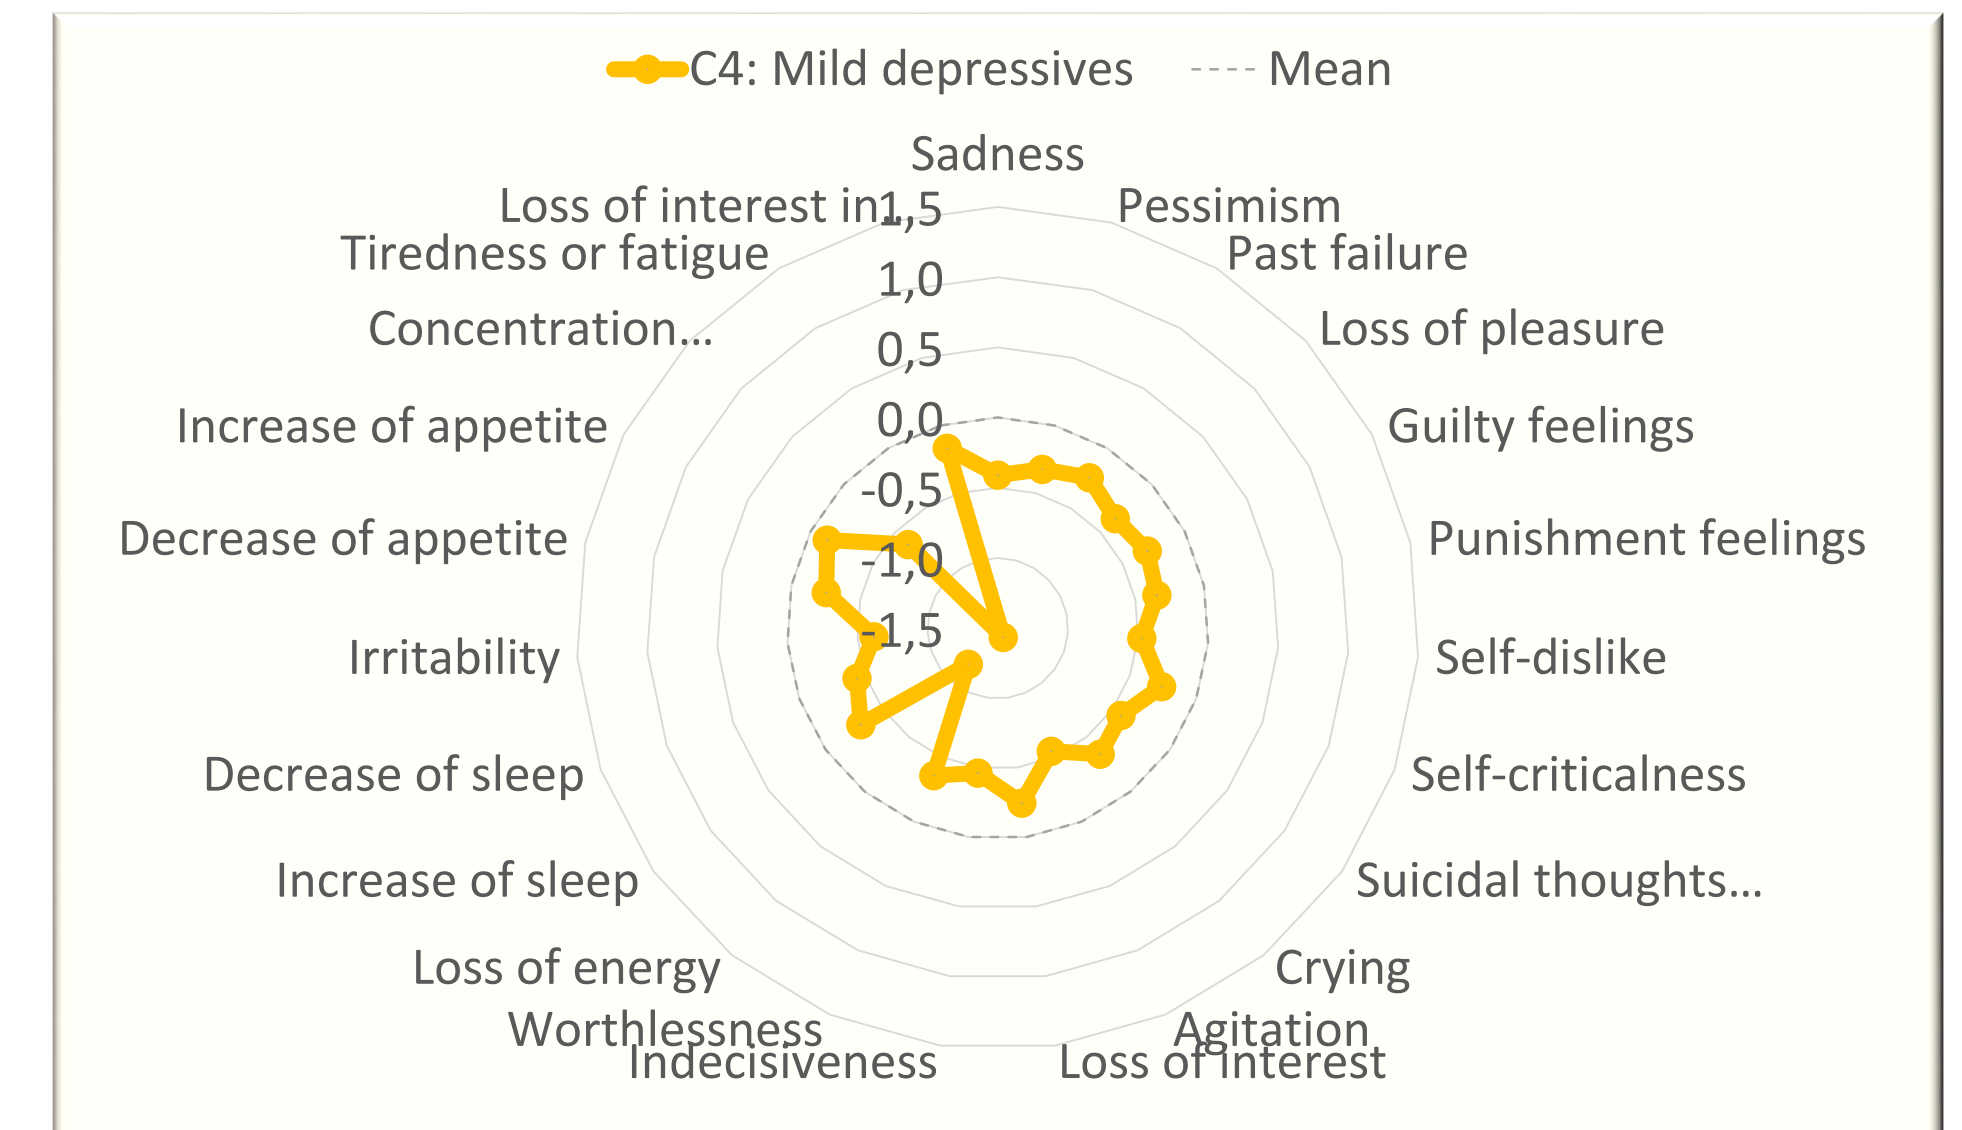 C4: Mild depressives
Mean
Sadness
Pessimism
Past failure
Loss of pleasure
Guilty feelings
Punishment feelings
Self-dislike
Self-criticalness
Suicidal thoughts…
Crying
Agitation
Loss of interest
Indecisiveness
Worthlessness
Loss of energy
Increase of sleep
Decrease of sleep
Irritability
Decrease of appetite
Increase of appetite
Concentration…
Tiredness or fatigue
Loss of interest in…
1,5
1,0
0,5
0,0
-0,5
-1,0
-1,5